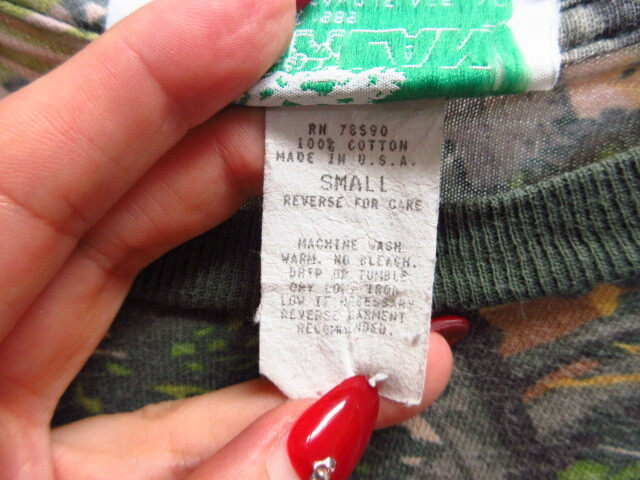 RN 78590
100% COTTON
MADE IN U.S.A.
SMALL
REVERSE FOR CARE
MACHINE WASH
WARM. NO BLEACH.
DRIP OR TUMBLE
DRY LOW. IRON
LOW IF NECESSARY
REVERSE GARMENT
RECOMMENDED.